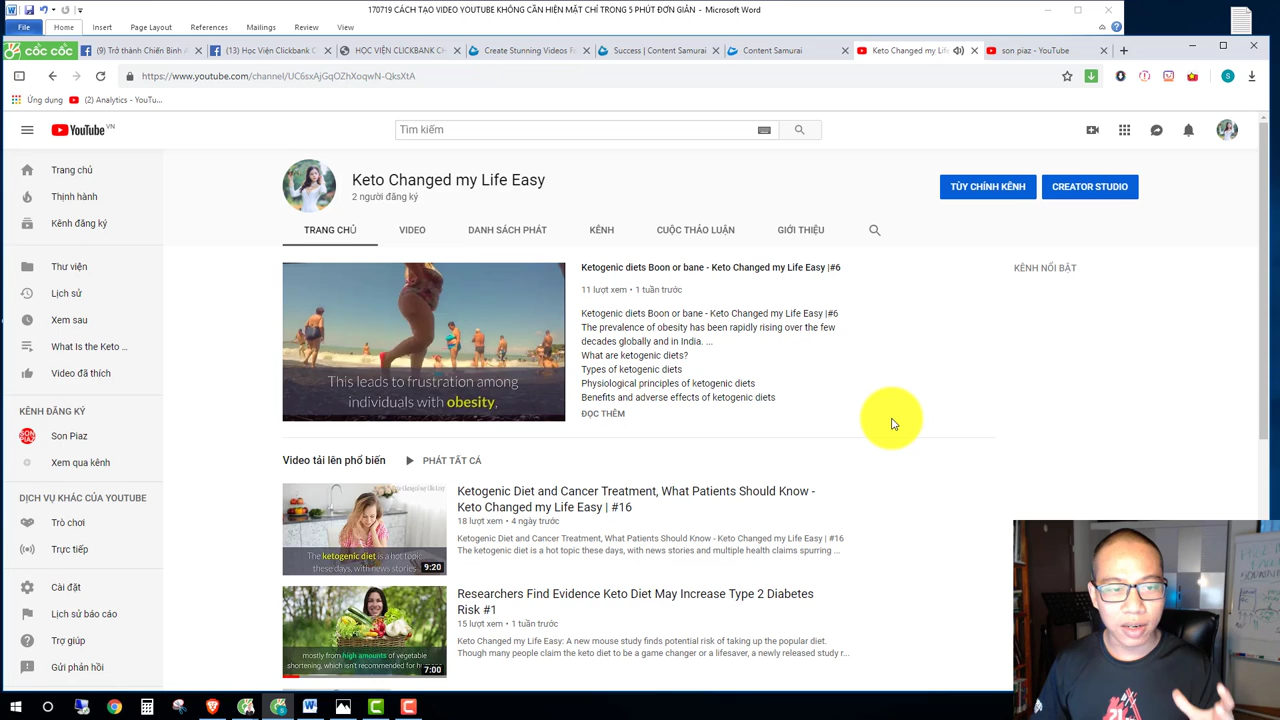 170719 CÁCH TẠO VIDEO YOUTUBE KHÔNG CẦN HIỆN MẶT CHỈ TRONG 5 PHÚT ĐƠN GIẢN - Microsoft Word
File Home Insert Page Layout References Mailings Review View
cốc cốc (9) Trở thành Chiến Binh A (13) Học Viện Clickbank C HỌC VIỆN CLICKBANK CH Create Stunning Videos Fa Success | Content Samurai Content Samurai Keto Changed my Life son piaz - YouTube
https://www.youtube.com/channel/UC6sxAjGqOZhXoqwN-QksXtA
Ứng dụng (2) Analytics - YouTu...
YouTube VN
Tìm kiếm
Trang chủ
Thịnh hành
Kênh đăng ký
Thư viện
Lịch sử
Xem sau
What Is the Keto ...
Video đã thích
KÊNH ĐĂNG KÝ
Son Piaz
Xem qua kênh
DỊCH VỤ KHÁC CỦA YOUTUBE
Trò chơi
Trực tiếp
Cài đặt
Lịch sử báo cáo
Trợ giúp
Gửi phản hồi
Keto Changed my Life Easy
2 người đăng ký
TÙY CHỈNH KÊNH
CREATOR STUDIO
TRANG CHỦ VIDEO DANH SÁCH PHÁT KÊNH CUỘC THẢO LUẬN GIỚI THIỆU
This leads to frustration among
individuals with obesity,
Ketogenic diets Boon or bane - Keto Changed my Life Easy |#6
11 lượt xem • 1 tuần trước
Ketogenic diets Boon or bane - Keto Changed my Life Easy |#6
The prevalence of obesity has been rapidly rising over the few
decades globally and in India. ...
What are ketogenic diets?
Types of ketogenic diets
Physiological principles of ketogenic diets
Benefits and adverse effects of ketogenic diets
ĐỌC THÊM
KÊNH NỔI BẬT
Video tải lên phổ biến PHÁT TẤT CẢ
The ketogenic diet is a hot topic
these days, with news stories
9:20
Ketogenic Diet and Cancer Treatment, What Patients Should Know -
Keto Changed my Life Easy | #16
18 lượt xem • 4 ngày trước
Ketogenic Diet and Cancer Treatment, What Patients Should Know - Keto Changed my Life Easy | #16
The ketogenic diet is a hot topic these days, with news stories and multiple health claims spurring ...
mostly from high amounts of vegetable
shortening, which isn't recommended for
7:00
Researchers Find Evidence Keto Diet May Increase Type 2 Diabetes
Risk #1
15 lượt xem • 1 tuần trước
Keto Changed my Life Easy: A new mouse study finds potential risk of taking up the popular diet.
Though many people claim the keto diet to be a game changer or a lifesaver, a newly released study r...